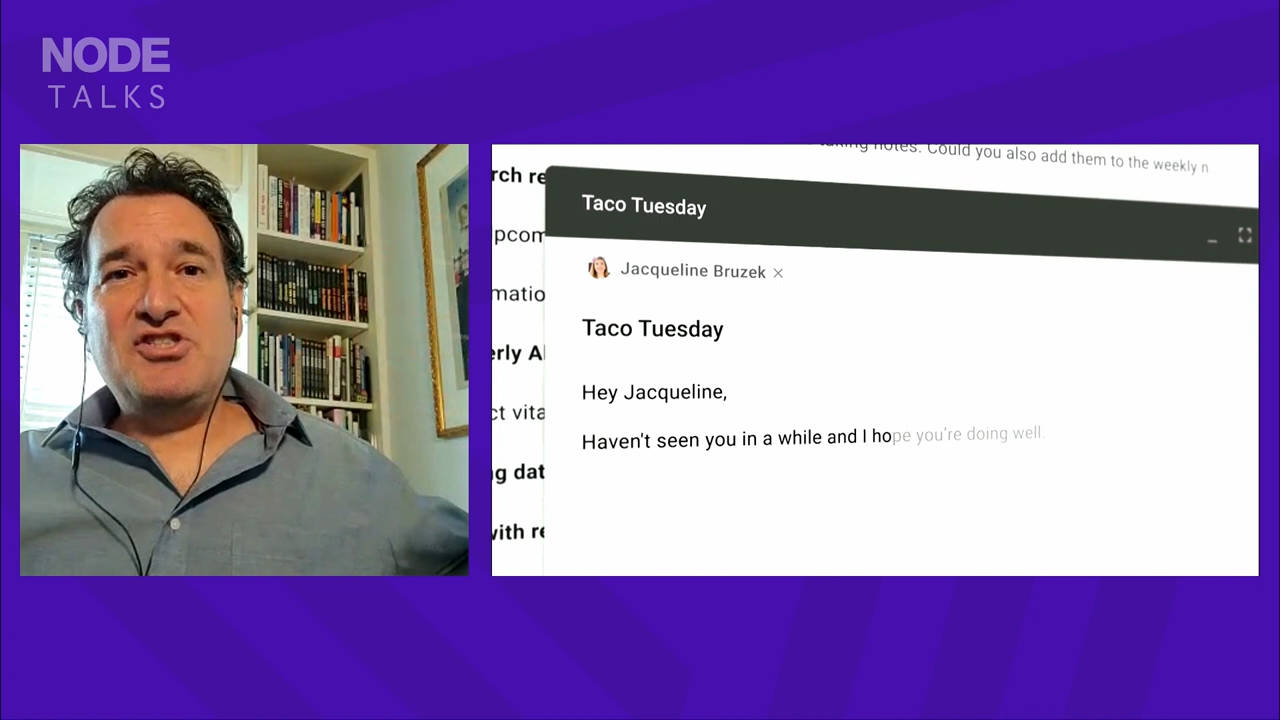 NODE
TALKS
taking notes. Could you also add them to the weekly n
rch re
Taco Tuesday
pcom
Jacqueline Bruzek ×
matio
Taco Tuesday
erly Al
Hey Jacqueline,
ct vita
Haven't seen you in a while and I hope you're doing well.
ng dat
with re